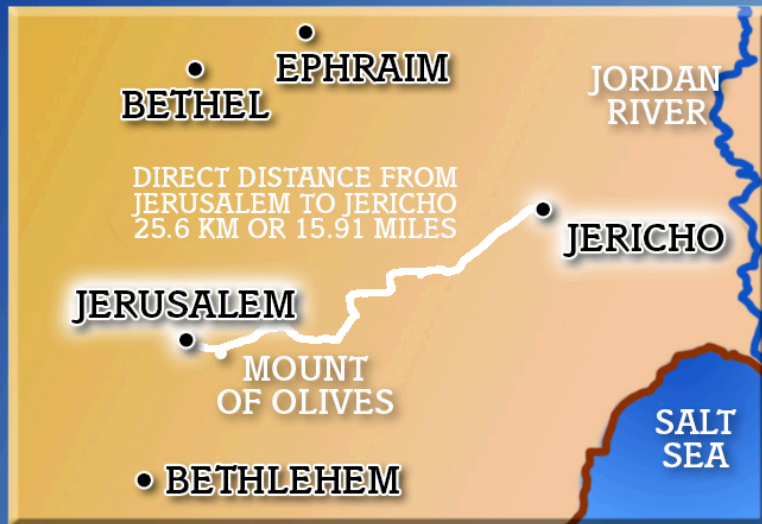 EPHRAIM
BETHEL
JORDAN
RIVER
DIRECT DISTANCE FROM
JERUSALEM TO JERICHO
25.6 KM OR 15.91 MILES
JERICHO
JERUSALEM
MOUNT
OF OLIVES
SALT
SEA
BETHLEHEM